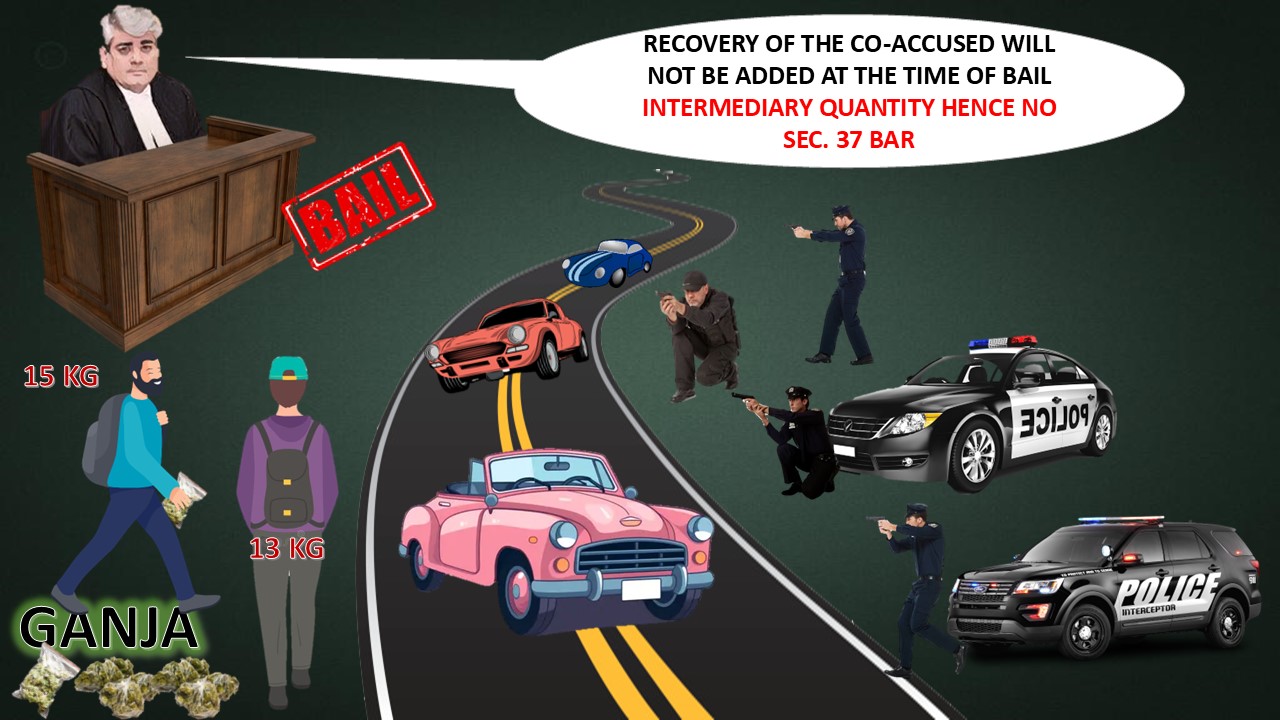 RECOVERY OF THE CO-ACCUSED WILL
NOT BE ADDED AT THE TIME OF BAIL
INTERMEDIARY QUANTITY HENCE NO
SEC. 37 BAR
BAIL
15 KG
13 KG
GANJA
POLICE
POLICE
INTERCEPTOR